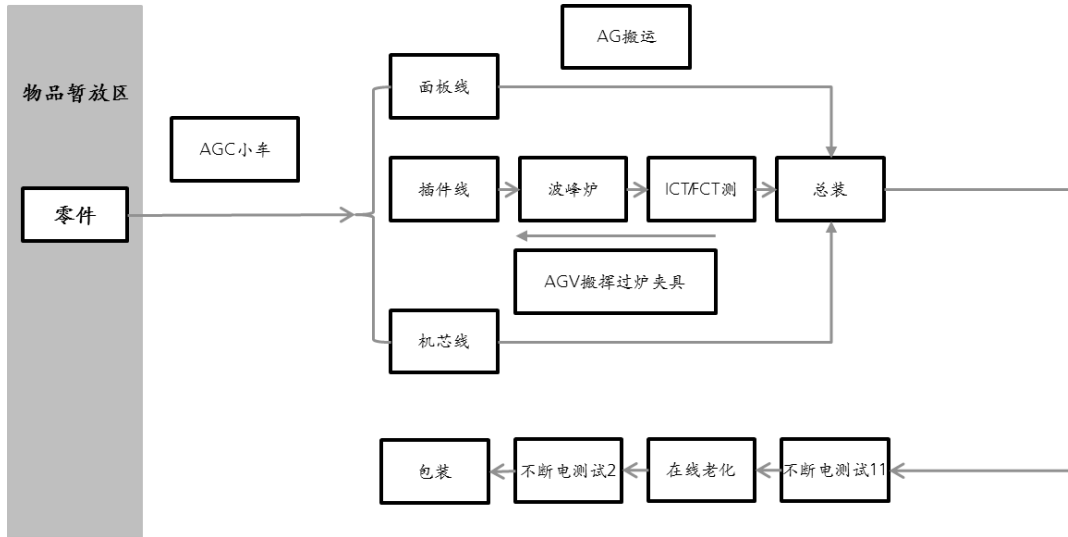 AG搬运
物品暂放区
面板线
AGC小车
零件
插件线
波峰炉
ICT/FCT测
总装
AGV搬挥过炉夹具
机芯线
包装
不断电测试2
在线老化
不断电测试11